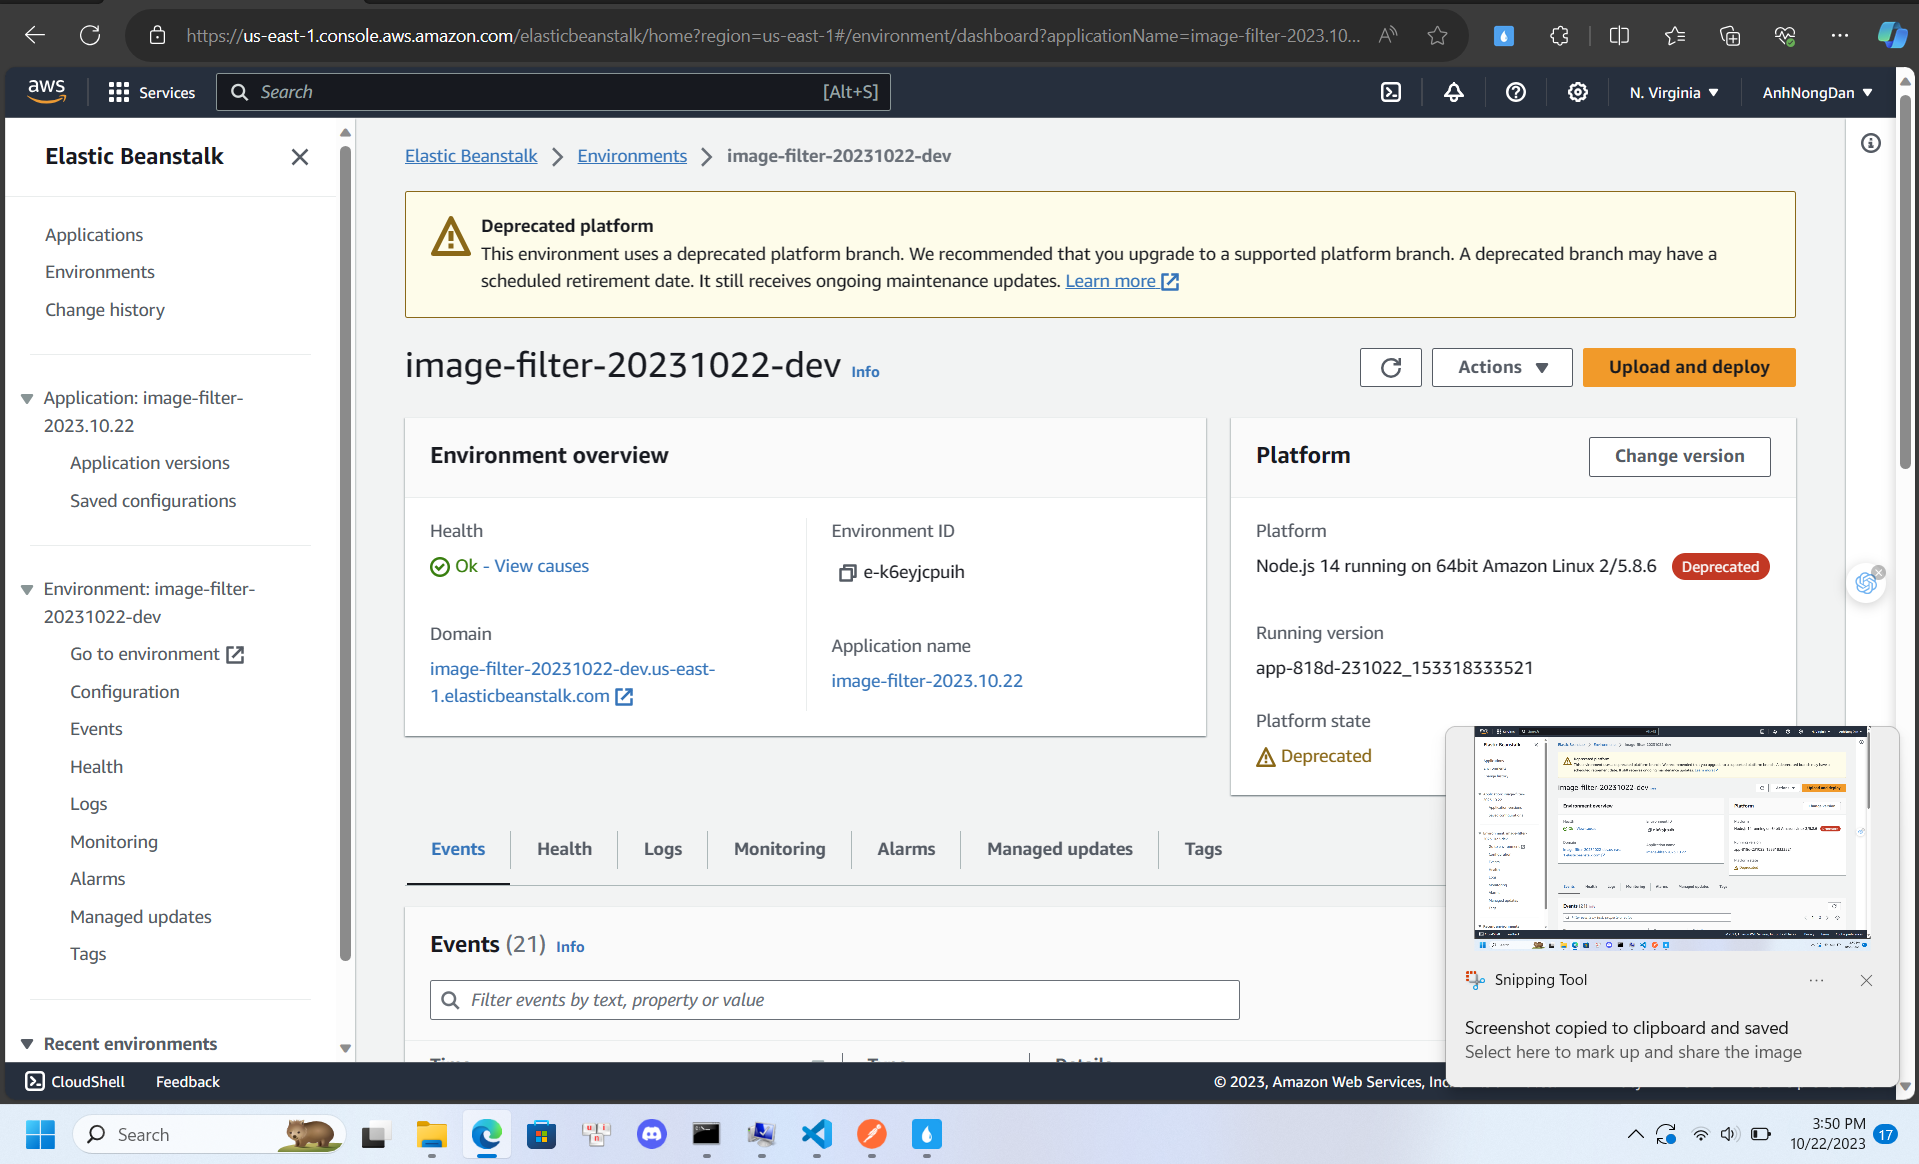 https://us-east-1.console.aws.amazon.com/elasticbeanstalk/home?region=us-east-1#/environment/dashboard?applicationName=image-filter-2023.10...
aws
Services
Search
[Alt+S]
N. Virginia
AnhNongDan
Elastic Beanstalk
Applications
Environments
Change history
Application: image-filter-
2023.10.22
Application versions
Saved configurations
Environment: image-filter-
20231022-dev
Go to environment
Configuration
Events
Health
Logs
Monitoring
Alarms
Managed updates
Tags
Recent environments
Elastic Beanstalk
Environments
image-filter-20231022-dev
Deprecated platform
This environment uses a deprecated platform branch. We recommended that you upgrade to a supported platform branch. A deprecated branch may have a
scheduled retirement date. It still receives ongoing maintenance updates. Learn more
image-filter-20231022-dev Info
Actions
Upload and deploy
Environment overview
Health
Ok - View causes
Domain
image-filter-20231022-dev.us-east-
1.elasticbeanstalk.com
Environment ID
e-k6eyjcpuih
Application name
image-filter-2023.10.22
Platform
Change version
Platform
Node.js 14 running on 64bit Amazon Linux 2/5.8.6
Deprecated
Running version
app-818d-231022_153318333521
Platform state
Deprecated
Events
Health
Logs
Monitoring
Alarms
Managed updates
Tags
Events (21) Info
Filter events by text, property or value
Snipping Tool
Screenshot copied to clipboard and saved
Select here to mark up and share the image
CloudShell
Feedback
© 2023, Amazon Web Services, Inc
Search
3:50 PM
10/22/2023
17